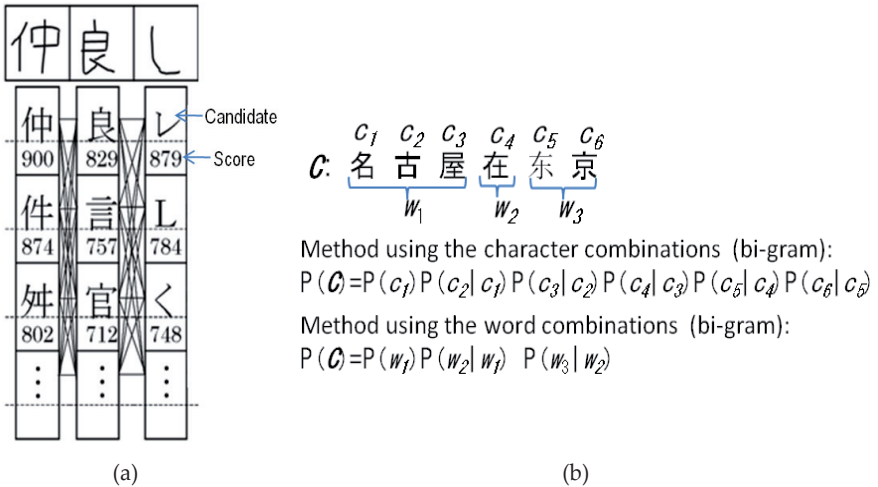 仲良し
仲 良 レ Candidate
900 829 879 Score
件 言 L
874 757 784
舛 官 く
802 712 748
⋮ ⋮ ⋮
(a)
c1 c2 c3 c4 c5 c6
C: 名 古 屋 在 东 京
w1 w2 w3
Method using the character combinations (bi-gram):
P(C)=P(c1)P(c2|c1)P(c3|c2)P(c4|c3)P(c5|c4)P(c6|c5)
Method using the word combinations (bi-gram):
P(C)=P(w1)P(w2|w1) P(w3|w2)
(b)